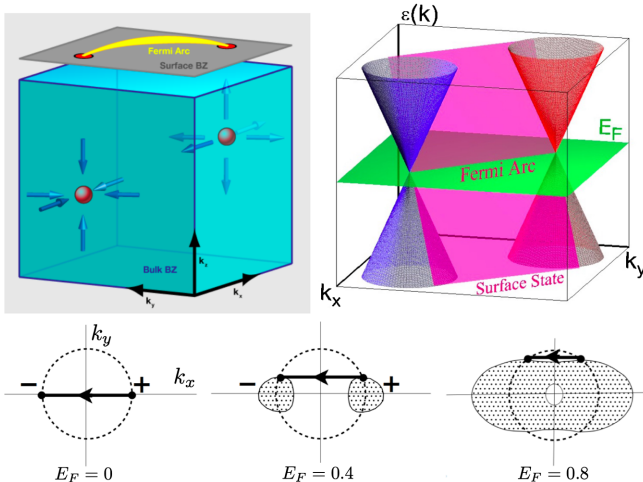 Fermi Arc
Surface BZ
Bulk BZ
k_z
k_y
k_x
ε(k)
E_F
Fermi Arc
Surface State
k_x
k_y
k_y
− + k_x
E_F = 0
− +
E_F = 0.4
E_F = 0.8